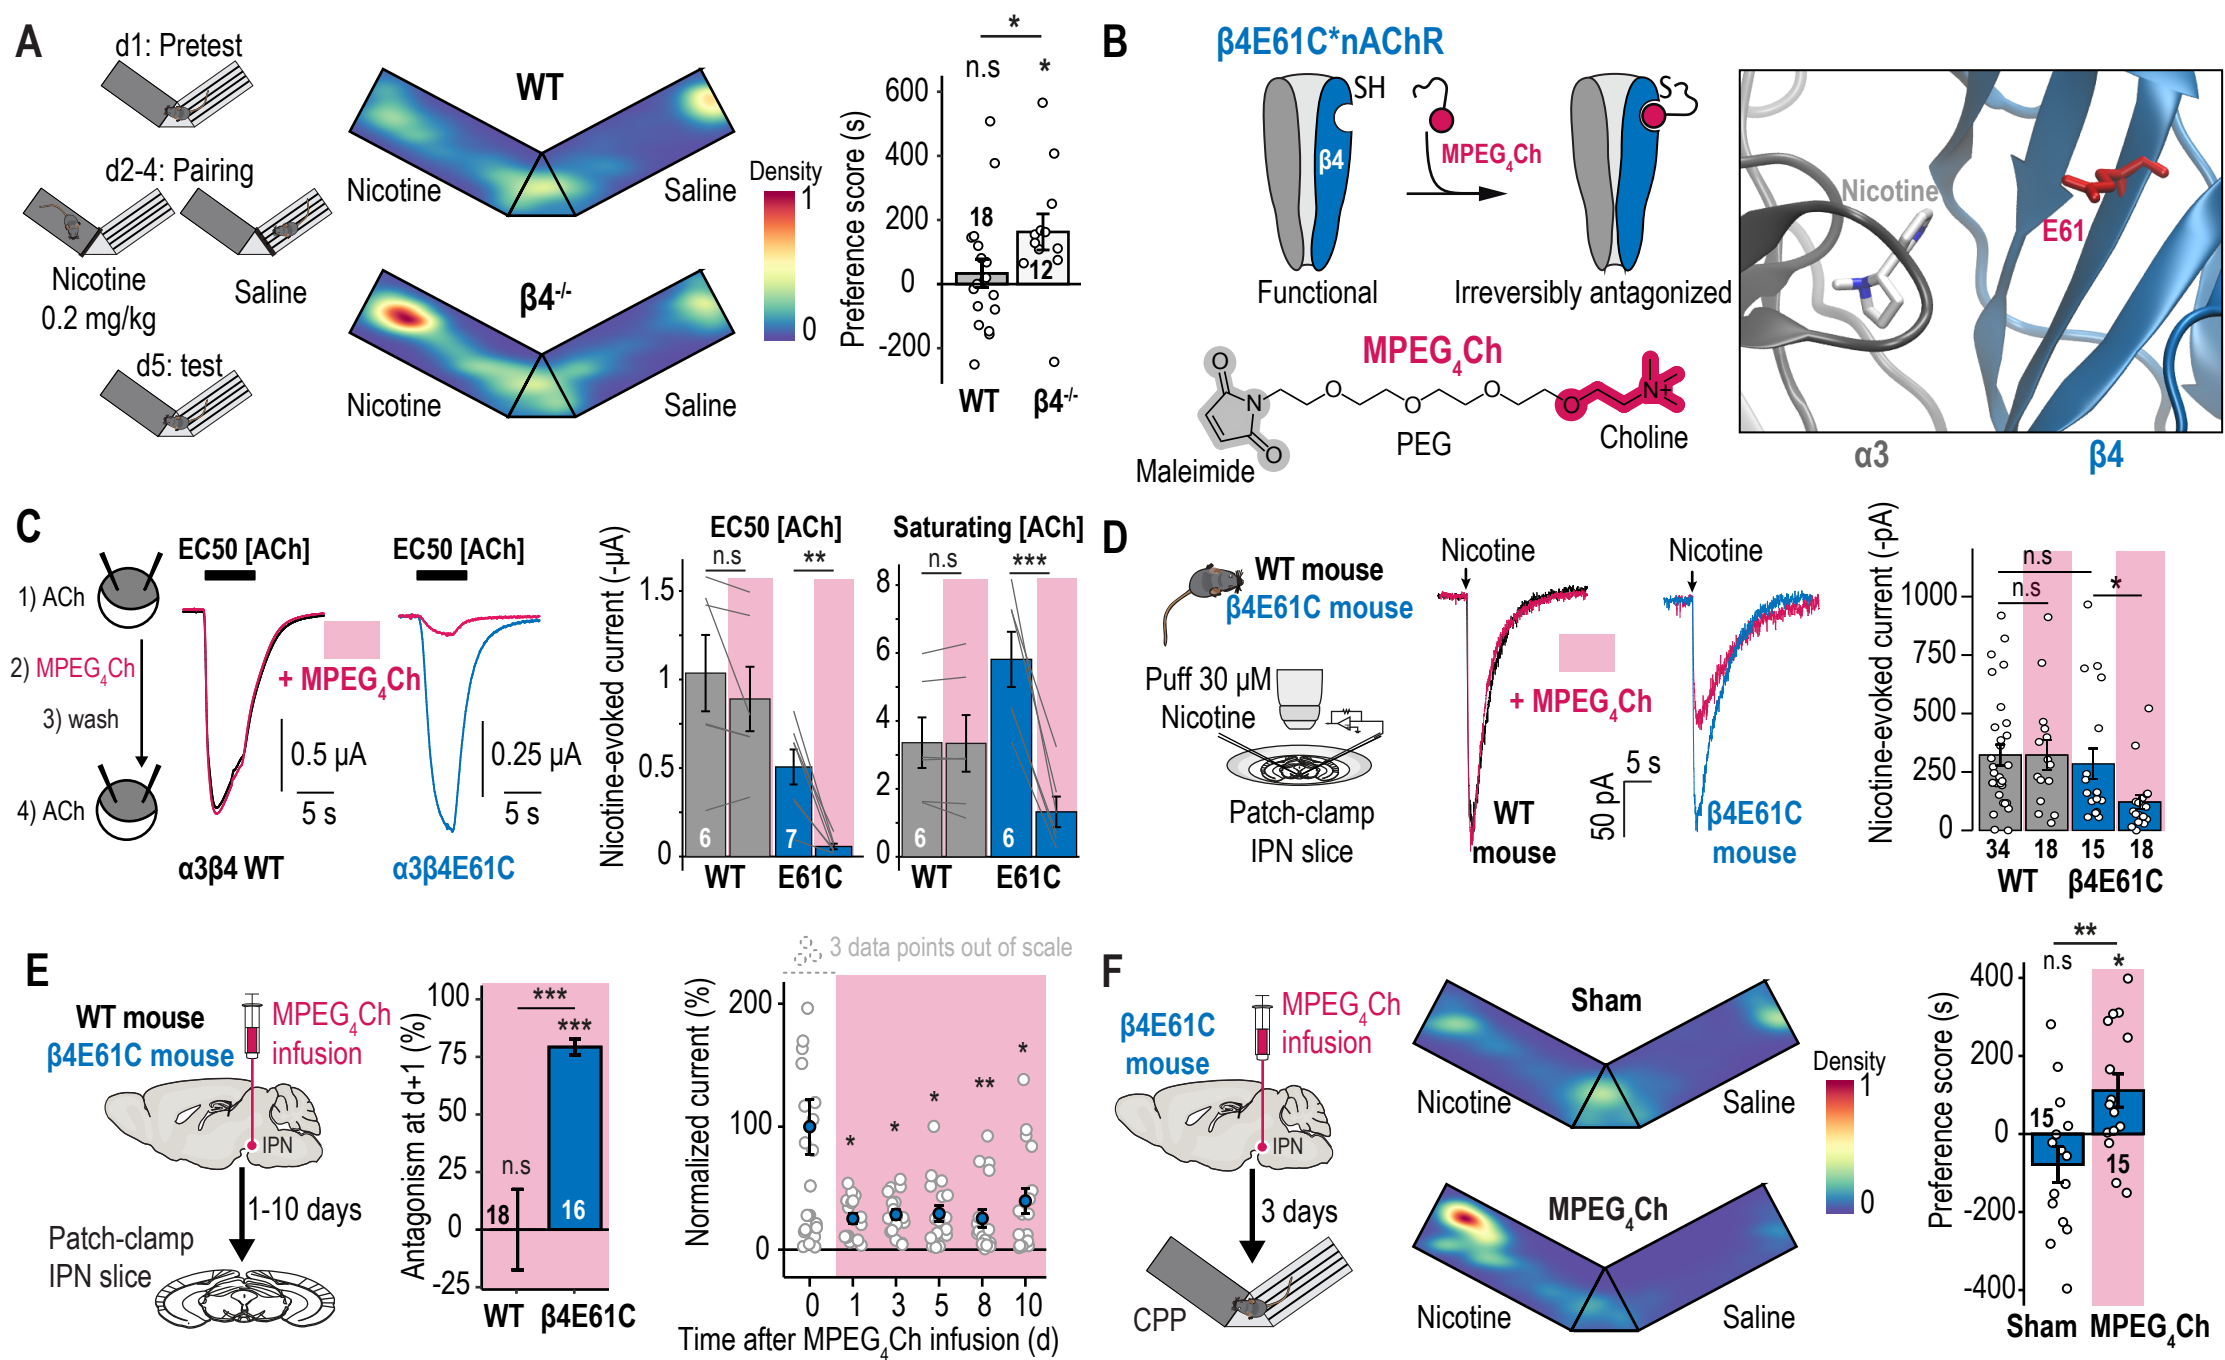 A
d1: Pretest
d2-4: Pairing
Nicotine
0.2 mg/kg
Saline
d5: test
WT
Nicotine
Saline
β4-/-
Nicotine
Saline
Density
1
0
Preference score (s)
600
400
200
0
-200
*
n.s
*
18
12
WT
β4-/-
B
β4E61C*nAChR
SH
β4
MPEG4Ch
S
Functional
Irreversibly antagonized
MPEG4Ch
O
N
O
O
O
O
O
N+
Maleimide
PEG
Choline
Nicotine
E61
α3
β4
C
1) ACh
2) MPEG4Ch
3) wash
4) ACh
EC50 [ACh]
EC50 [ACh]
+ MPEG4Ch
0.5 µA
5 s
0.25 µA
5 s
α3β4 WT
α3β4E61C
Nicotine-evoked current (-µA)
EC50 [ACh]
n.s
**
1.5
1
0.5
0
6
7
WT
E61C
Saturating [ACh]
n.s
***
8
6
4
2
0
6
6
WT
E61C
D
WT mouse
β4E61C mouse
Puff 30 µM
Nicotine
Patch-clamp
IPN slice
Nicotine
Nicotine
+ MPEG4Ch
5 s
50 pA
WT
mouse
β4E61C
mouse
Nicotine-evoked current (-pA)
n.s
n.s
*
1000
750
500
250
0
34
18
15
18
WT
β4E61C
E
WT mouse
β4E61C mouse
MPEG4Ch
infusion
IPN
1-10 days
Patch-clamp
IPN slice
Antagonism at d+1 (%)
100
75
50
25
0
-25
***
***
n.s
18
16
WT
β4E61C
3 data points out of scale
Normalized current (%)
200
100
0
*
*
*
**
*
0
1
3
5
8
10
Time after MPEG4Ch infusion (d)
F
β4E61C
mouse
MPEG4Ch
infusion
IPN
3 days
CPP
Sham
Nicotine
Saline
MPEG4Ch
Nicotine
Saline
Density
1
0
Preference score (s)
400
200
0
-200
-400
**
n.s
*
15
15
Sham
MPEG4Ch